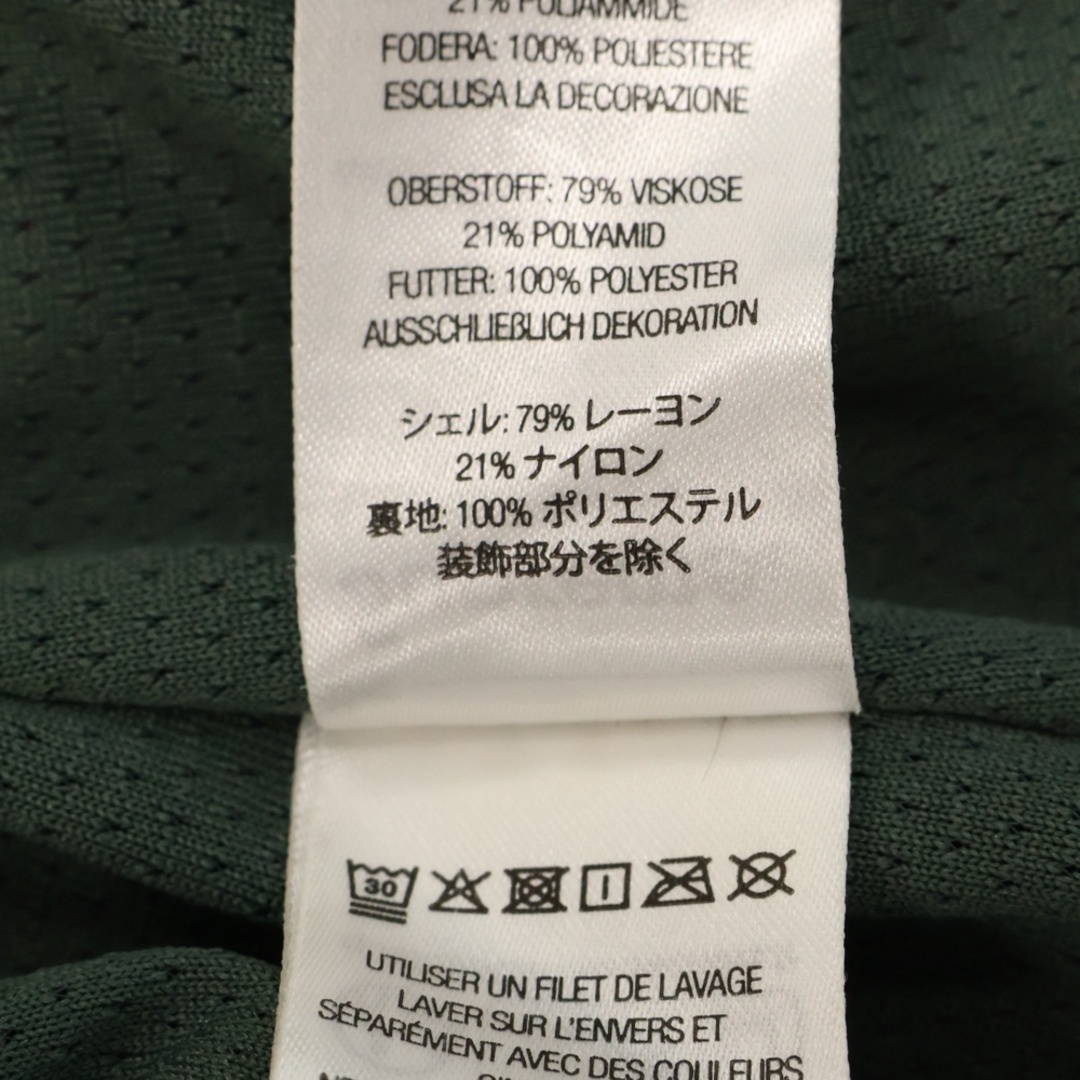 21% POLIAMMIDE
FODERA: 100% POLIESTERE
ESCLUSA LA DECORAZIONE
OBERSTOFF: 79% VISKOSE
21% POLYAMID
FUTTER: 100% POLYESTER
AUSSCHLIEßLICH DEKORATION
シェル: 79% レーヨン
21% ナイロン
裏地: 100% ポリエステル
装飾部分を除く
30
UTILISER UN FILET DE LAVAGE
LAVER SUR L'ENVERS ET
SÉPARÉMENT AVEC DES COULEURS